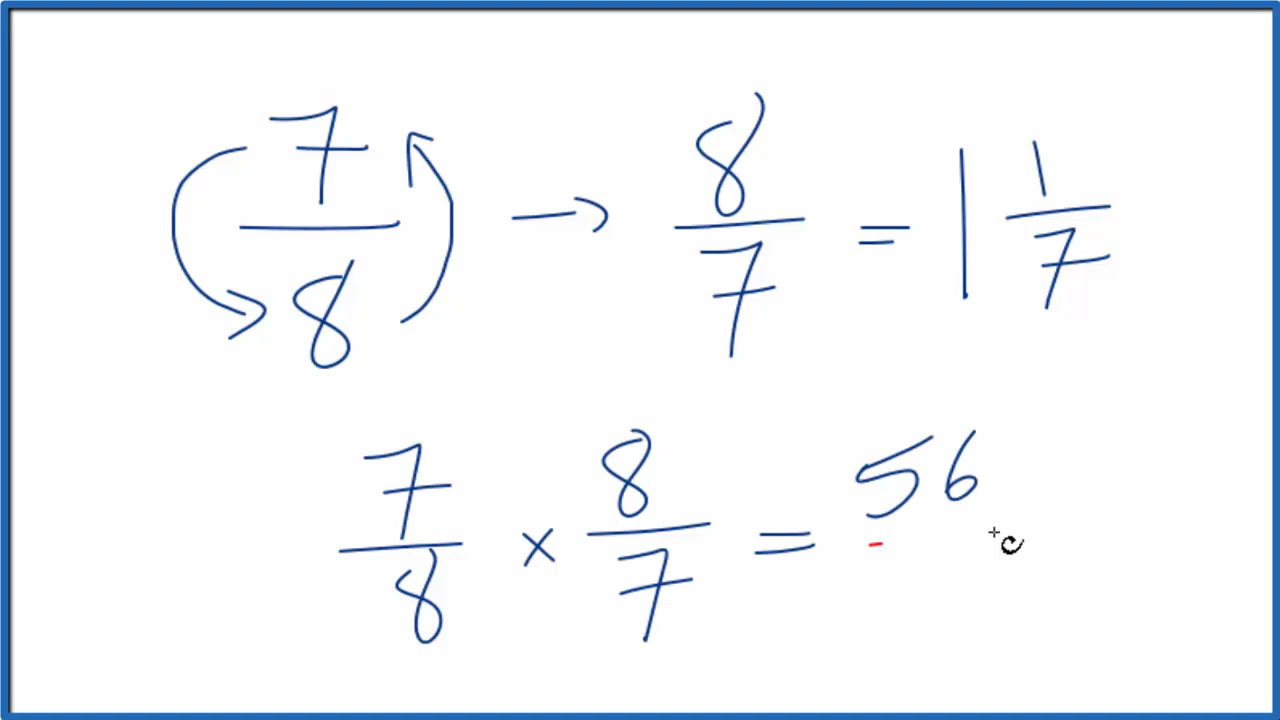 7/8 → 8/7 = 1 1/7
7/8 × 8/7 = 56